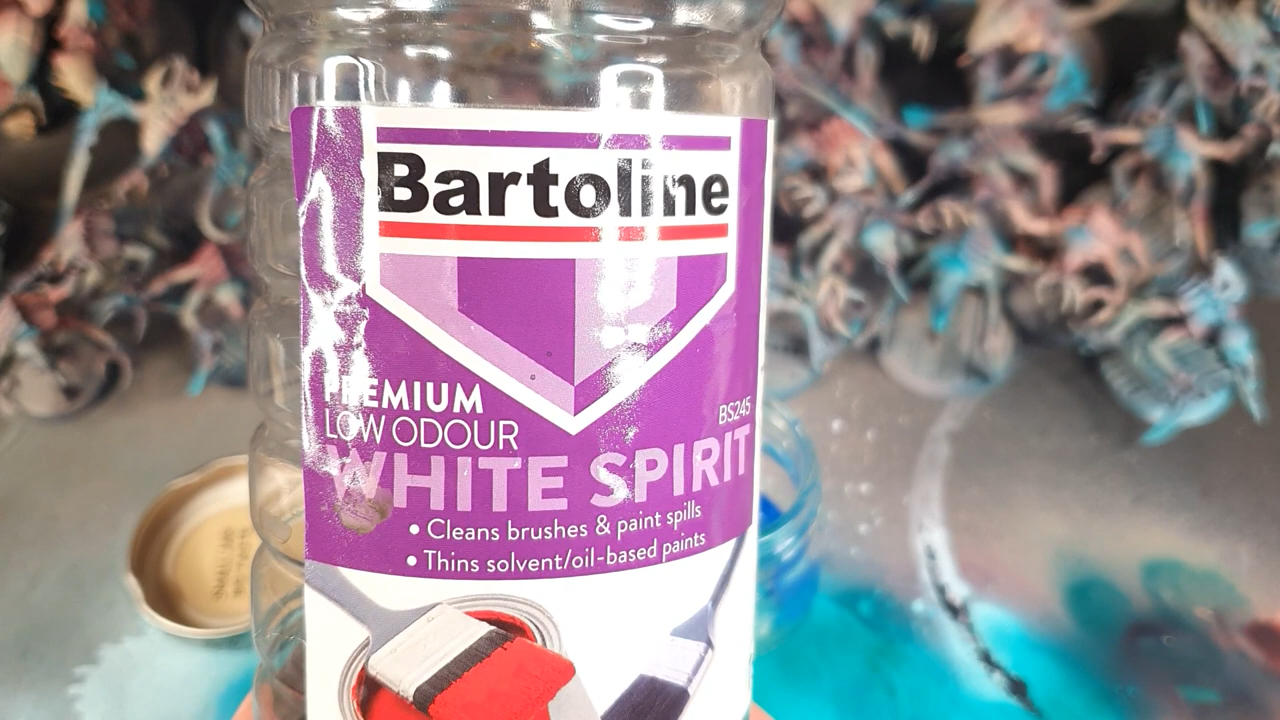 Bartoline
PREMIUM
LOW ODOUR
BS245
WHITE SPIRIT
• Cleans brushes & paint spills
• Thins solvent/oil-based paints